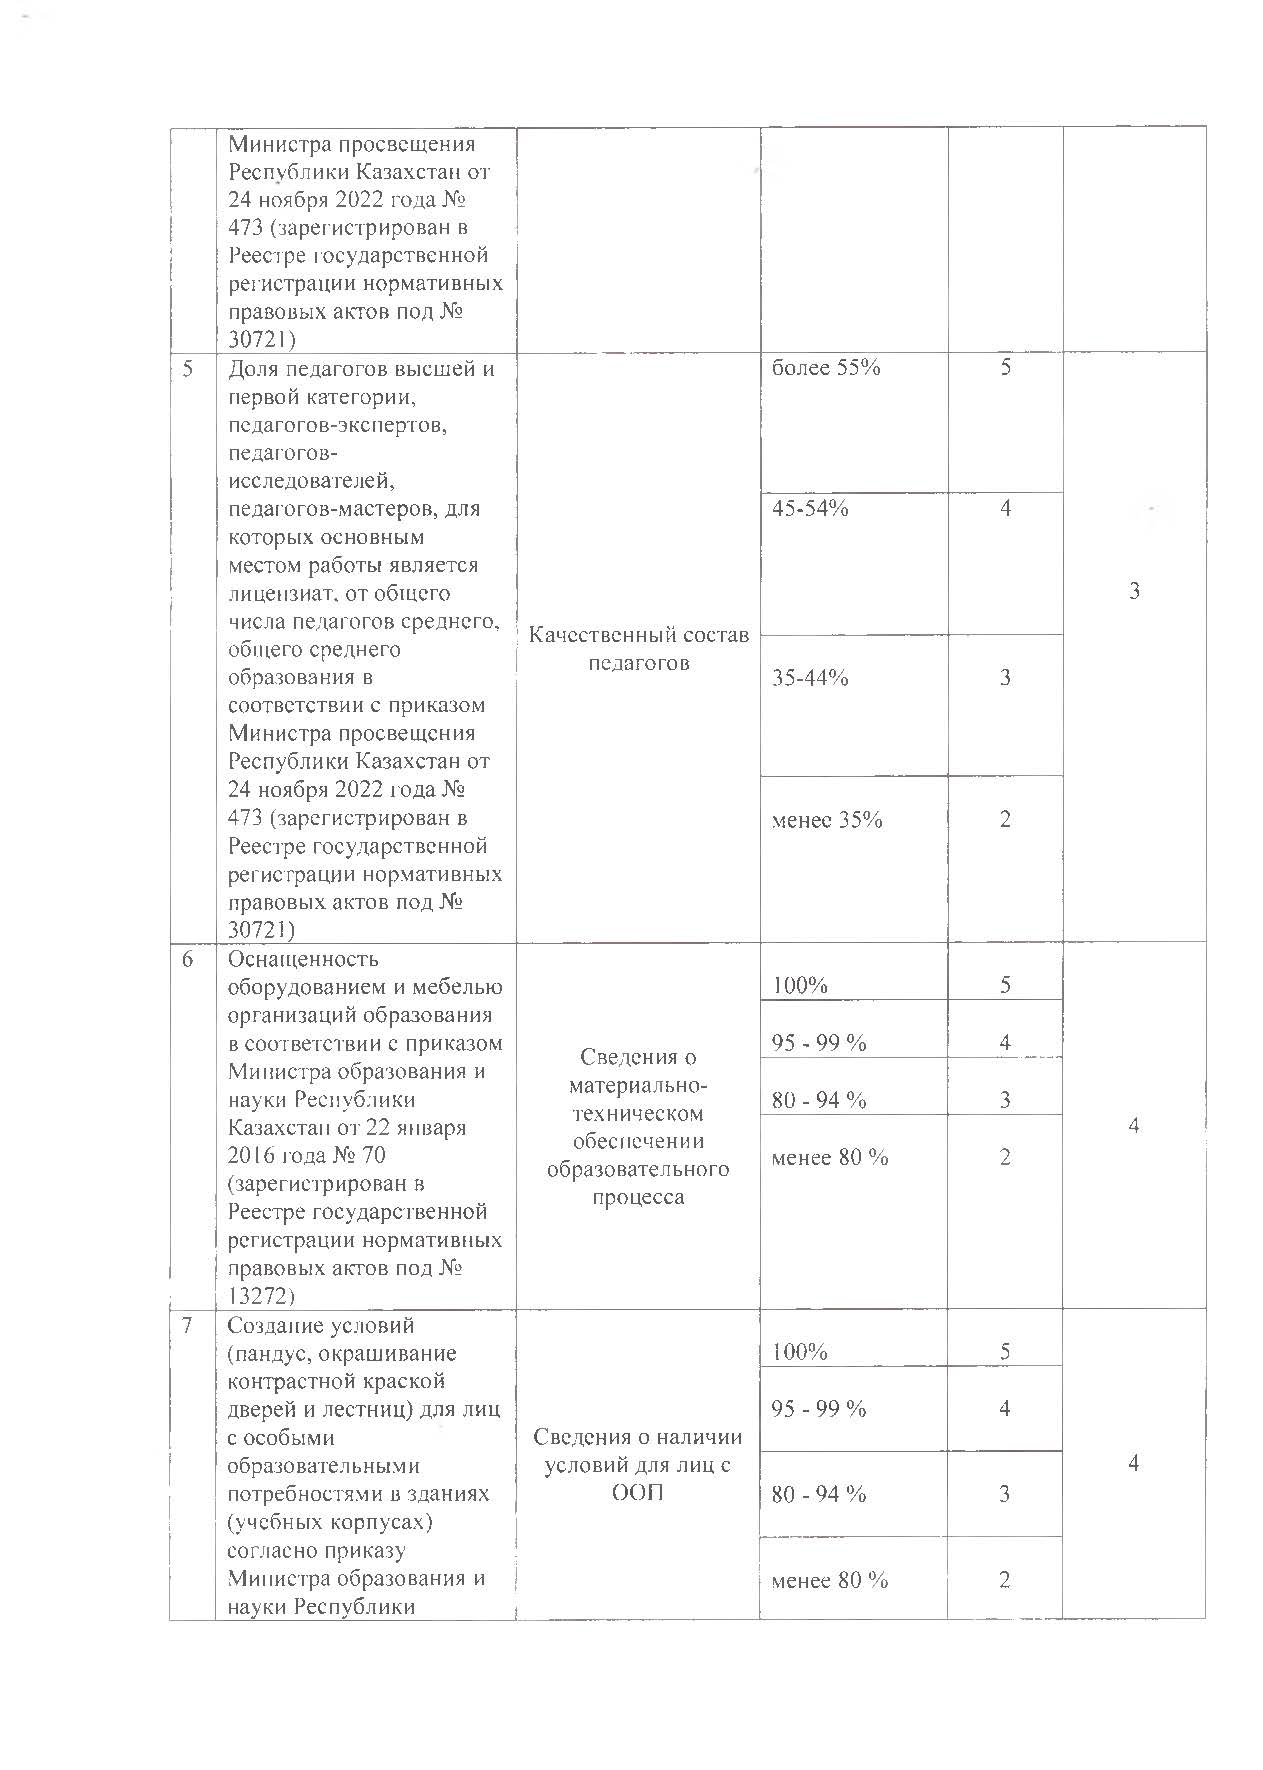 Министра просвещения
Республики Казахстан от
24 ноября 2022 года №
473 (зарегистрирован в
Реестре государственной
регистрации нормативных
правовых актов под №
30721)
5
Доля педагогов высшей и
первой категории,
педагогов-экспертов,
педагогов-
исследователей,
педагогов-мастеров, для
которых основным
местом работы является
лицензиат, от общего
числа педагогов среднего,
общего среднего
образования в
соответствии с приказом
Министра просвещения
Республики Казахстан от
24 ноября 2022 года №
473 (зарегистрирован в
Реестре государственной
регистрации нормативных
правовых актов под №
30721)
Качественный состав
педагогов
более 55%
5
45-54%
4
35-44%
3
менее 35%
2
3
6
Оснащенность
оборудованием и мебелью
организаций образования
в соответствии с приказом
Министра образования и
науки Республики
Казахстан от 22 января
2016 года № 70
(зарегистрирован в
Реестре государственной
регистрации нормативных
правовых актов под №
13272)
Сведения о
материально-
техническом
обеспечении
образовательного
процесса
100%
5
95 - 99 %
4
80 - 94 %
3
менее 80 %
2
4
7
Создание условий
(пандус, окрашивание
контрастной краской
дверей и лестниц) для лиц
с особыми
образовательными
потребностями в зданиях
(учебных корпусах)
согласно приказу
Министра образования и
науки Республики
Сведения о наличии
условий для лиц с
ООП
100%
5
95 - 99 %
4
80 - 94 %
3
менее 80 %
2
4